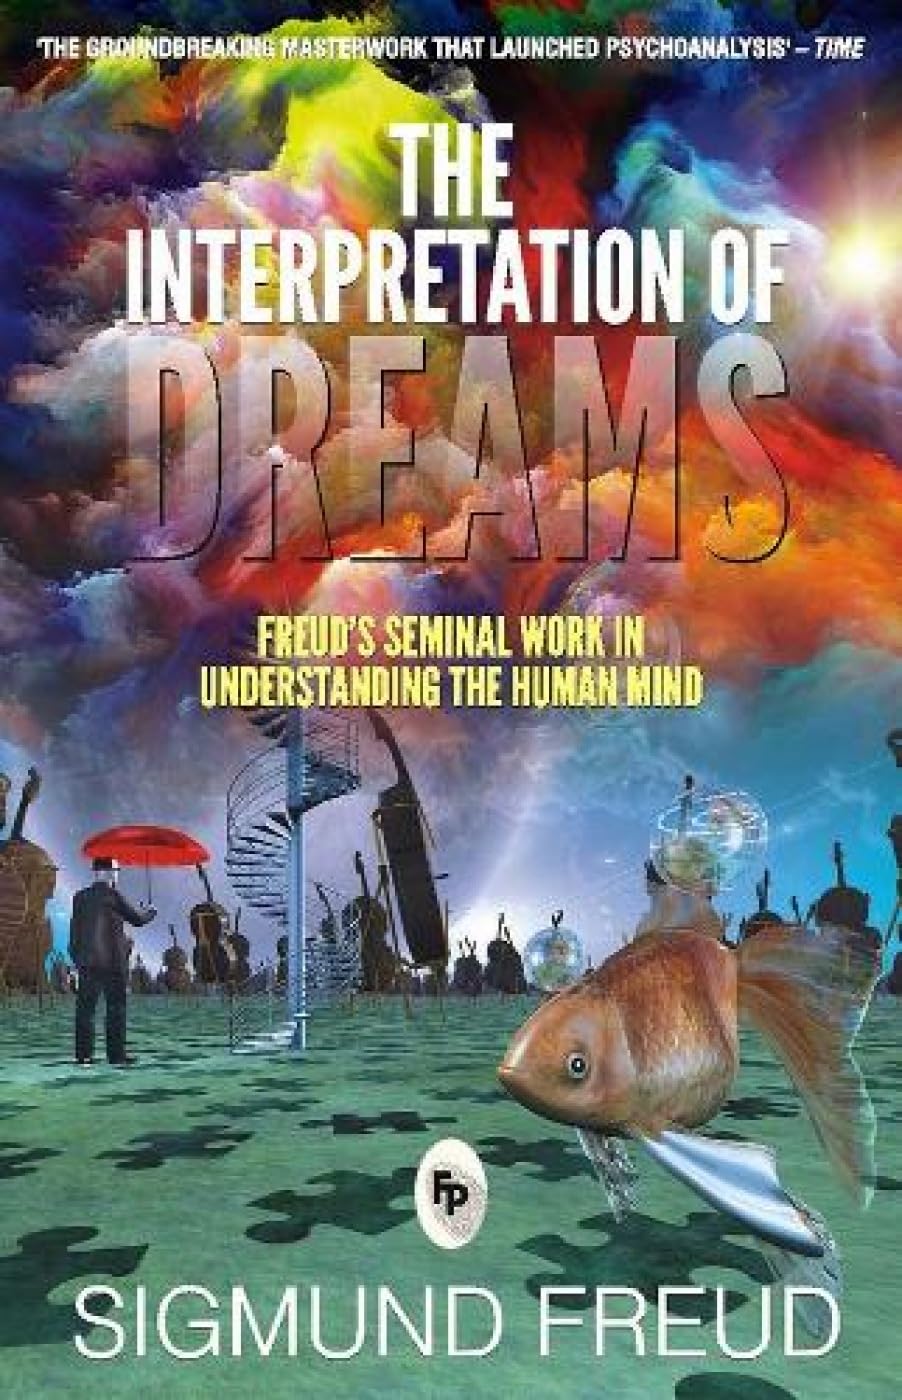 'THE GROUNDBREAKING MASTERWORK THAT LAUNCHED PSYCHOANALYSIS' – TIME
THE
INTERPRETATION OF
DREAMS
FREUD'S SEMINAL WORK IN
UNDERSTANDING THE HUMAN MIND
FP
SIGMUND FREUD